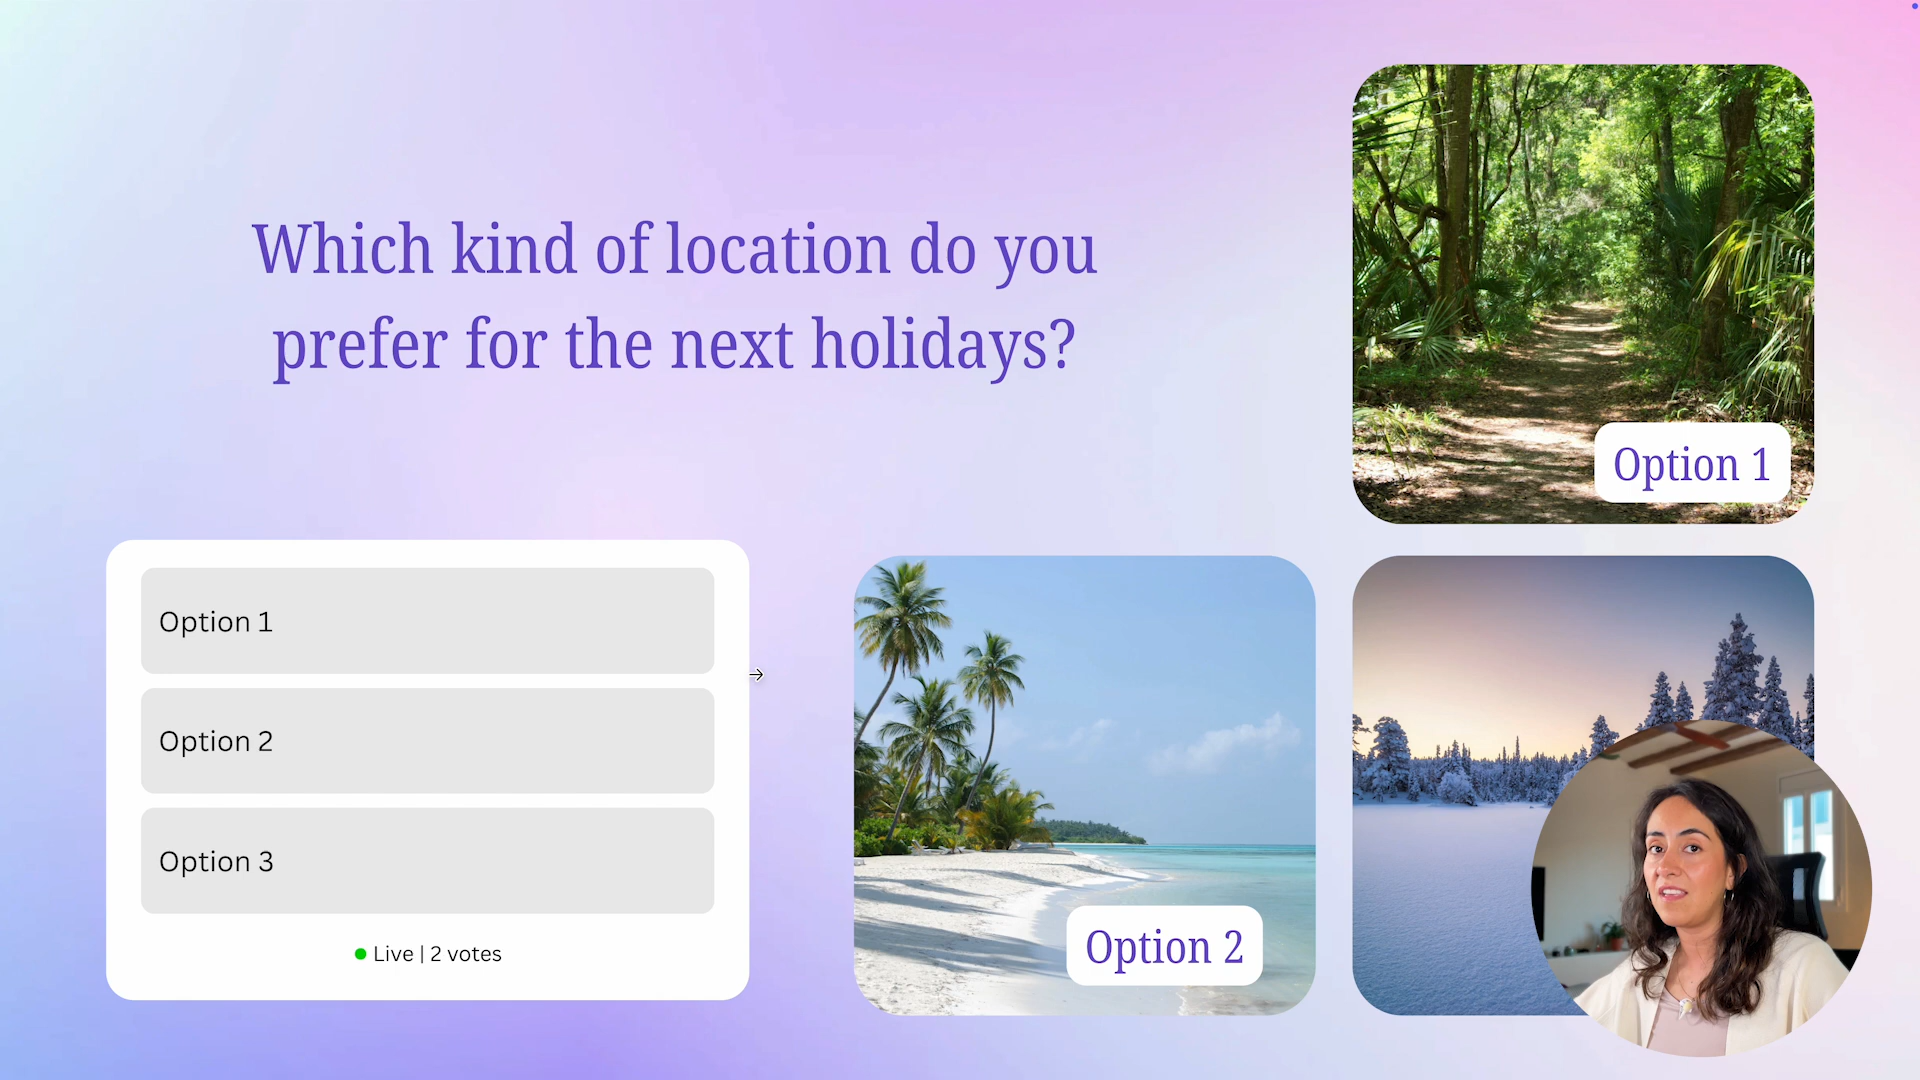 Which kind of location do you
prefer for the next holidays?
Option 1
Option 1
Option 2
Option 3
Live | 2 votes
Option 2